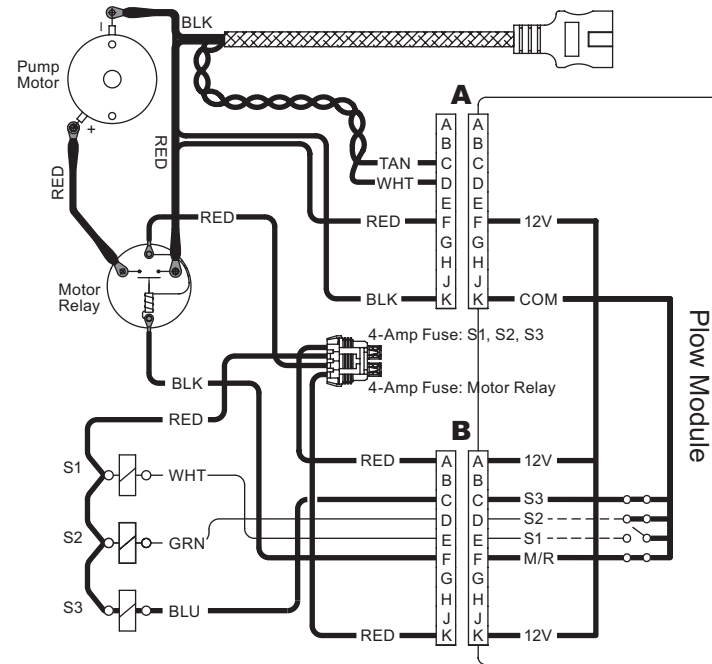 BLK
–
Pump
Motor
+
RED
RED
A
A
B
C
D
E
F
G
H
J
K
A
B
C
D
E
F
G
H
J
K
TAN
WHT
RED
12V
RED
Motor
Relay
BLK
COM
4-Amp Fuse: S1, S2, S3
4-Amp Fuse: Motor Relay
BLK
RED
Plow Module
B
A
B
C
D
E
F
G
H
J
K
A
B
C
D
E
F
G
H
J
K
RED
12V
S1
WHT
S3
S2
S2
GRN
S1
M/R
S3
BLU
RED
12V